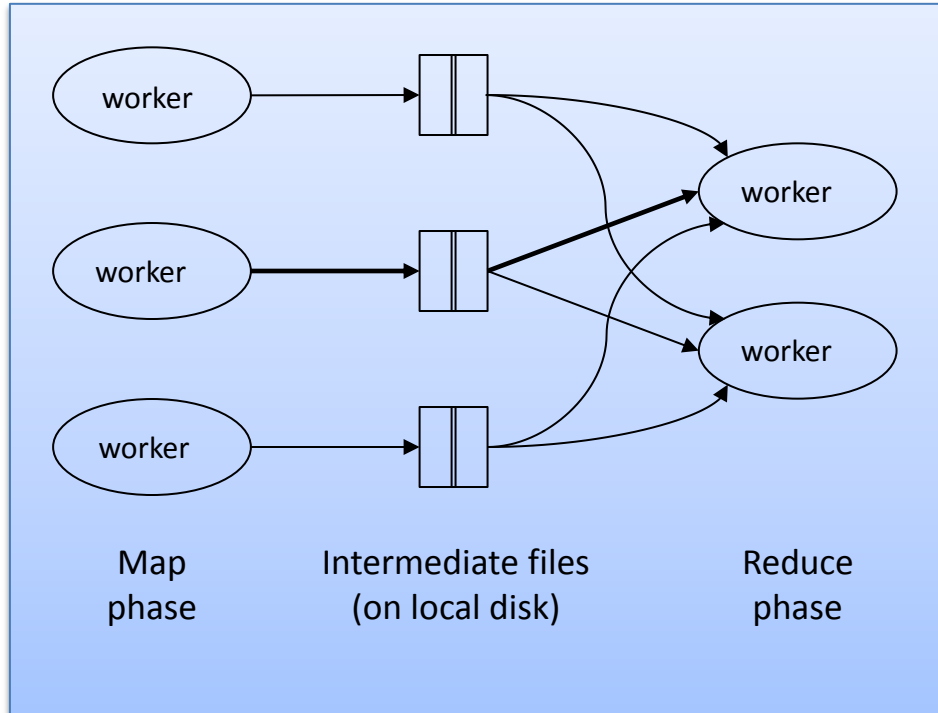 worker
worker
worker
worker
worker
Map
phase
Intermediate files
(on local disk)
Reduce
phase